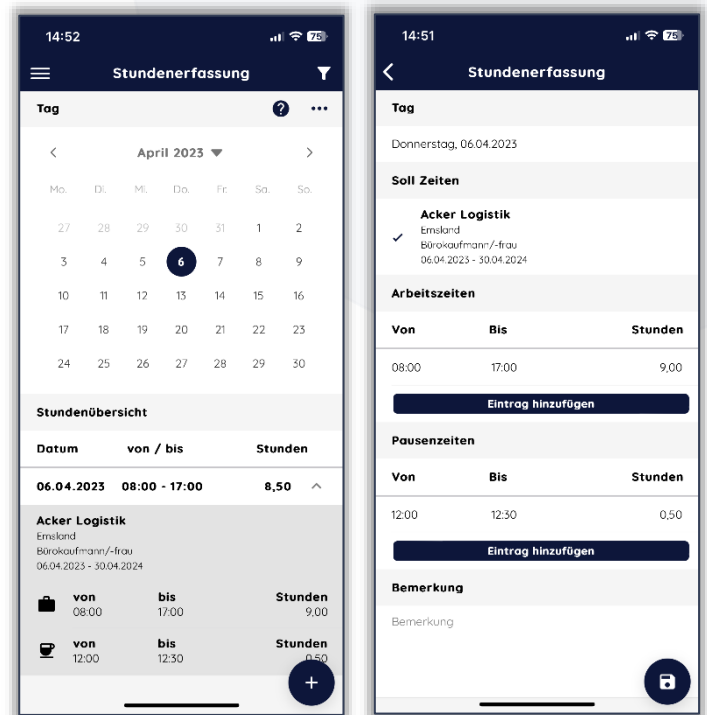 14:52
75
Stundenerfassung
Tag
?
April 2023
Mo. Di. Mi. Do. Fr. Sa. So.
27 28 29 30 31 1 2
3 4 5 6 7 8 9
10 11 12 13 14 15 16
17 18 19 20 21 22 23
24 25 26 27 28 29 30
Stundenübersicht
Datum von / bis Stunden
06.04.2023 08:00 - 17:00 8,50
Acker Logistik
Emsland
Bürokaufmann/-frau
06.04.2023 - 30.04.2024
von bis Stunden
08:00 17:00 9,00
von bis Stunden
12:00 12:30 0,50
+
14:51
75
Stundenerfassung
Tag
Donnerstag, 06.04.2023
Soll Zeiten
Acker Logistik
Emsland
Bürokaufmann/-frau
06.04.2023 - 30.04.2024
Arbeitszeiten
Von Bis Stunden
08:00 17:00 9,00
Eintrag hinzufügen
Pausenzeiten
Von Bis Stunden
12:00 12:30 0,50
Eintrag hinzufügen
Bemerkung
Bemerkung